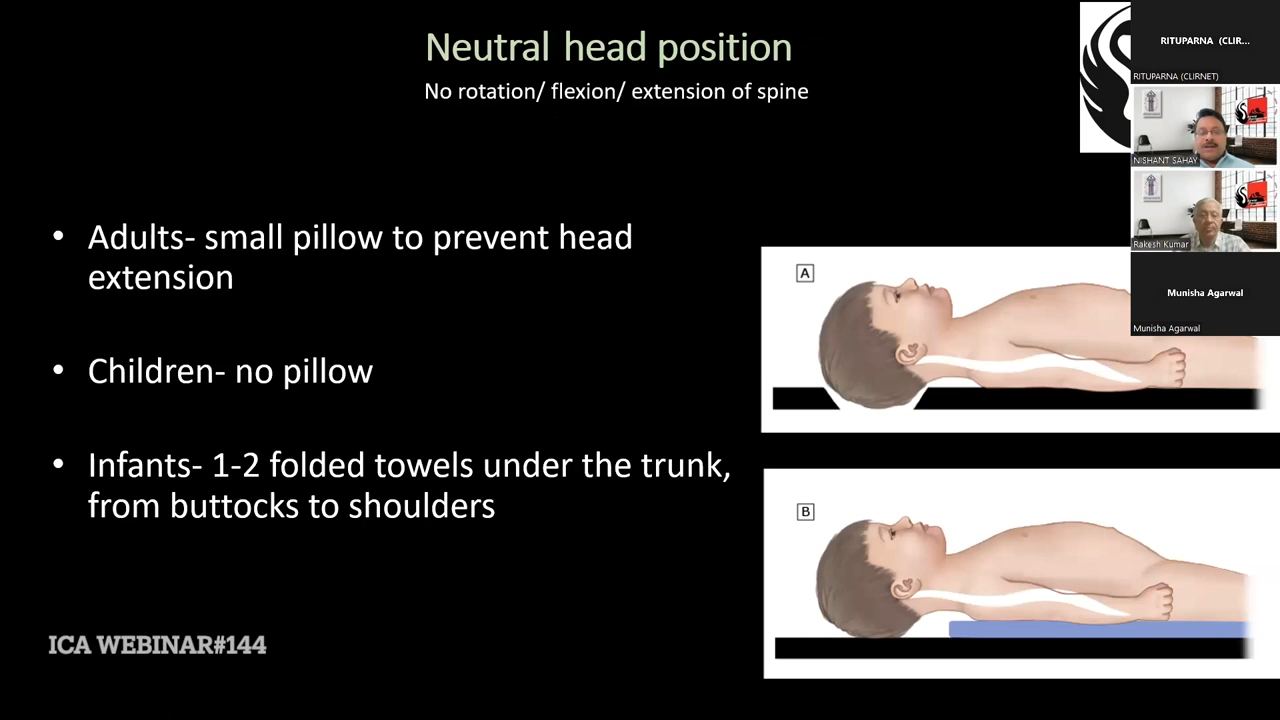 Neutral head position
No rotation/ flexion/ extension of spine
• Adults- small pillow to prevent head
extension
• Children- no pillow
• Infants- 1-2 folded towels under the trunk,
from buttocks to shoulders
ICA WEBINAR#144
A
B
RITUPARNA (CLIR...
RITUPARNA (CLIRNET)
NISHANT SAHAY
Rakesh Kumar
Munisha Agarwal
Munisha Agarwal